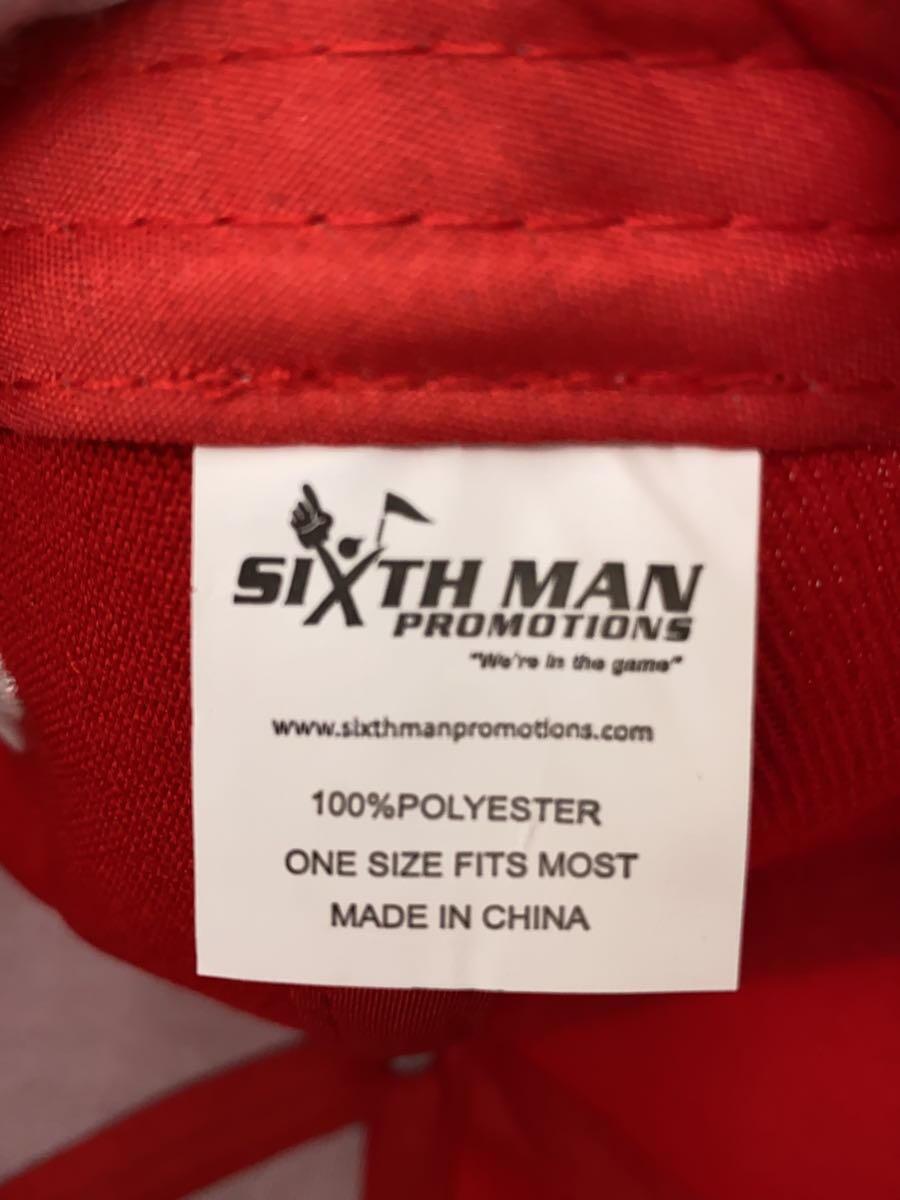 SIXTH MAN
PROMOTIONS
"We're in the game"
www.sixthmanpromotions.com
100%POLYESTER
ONE SIZE FITS MOST
MADE IN CHINA